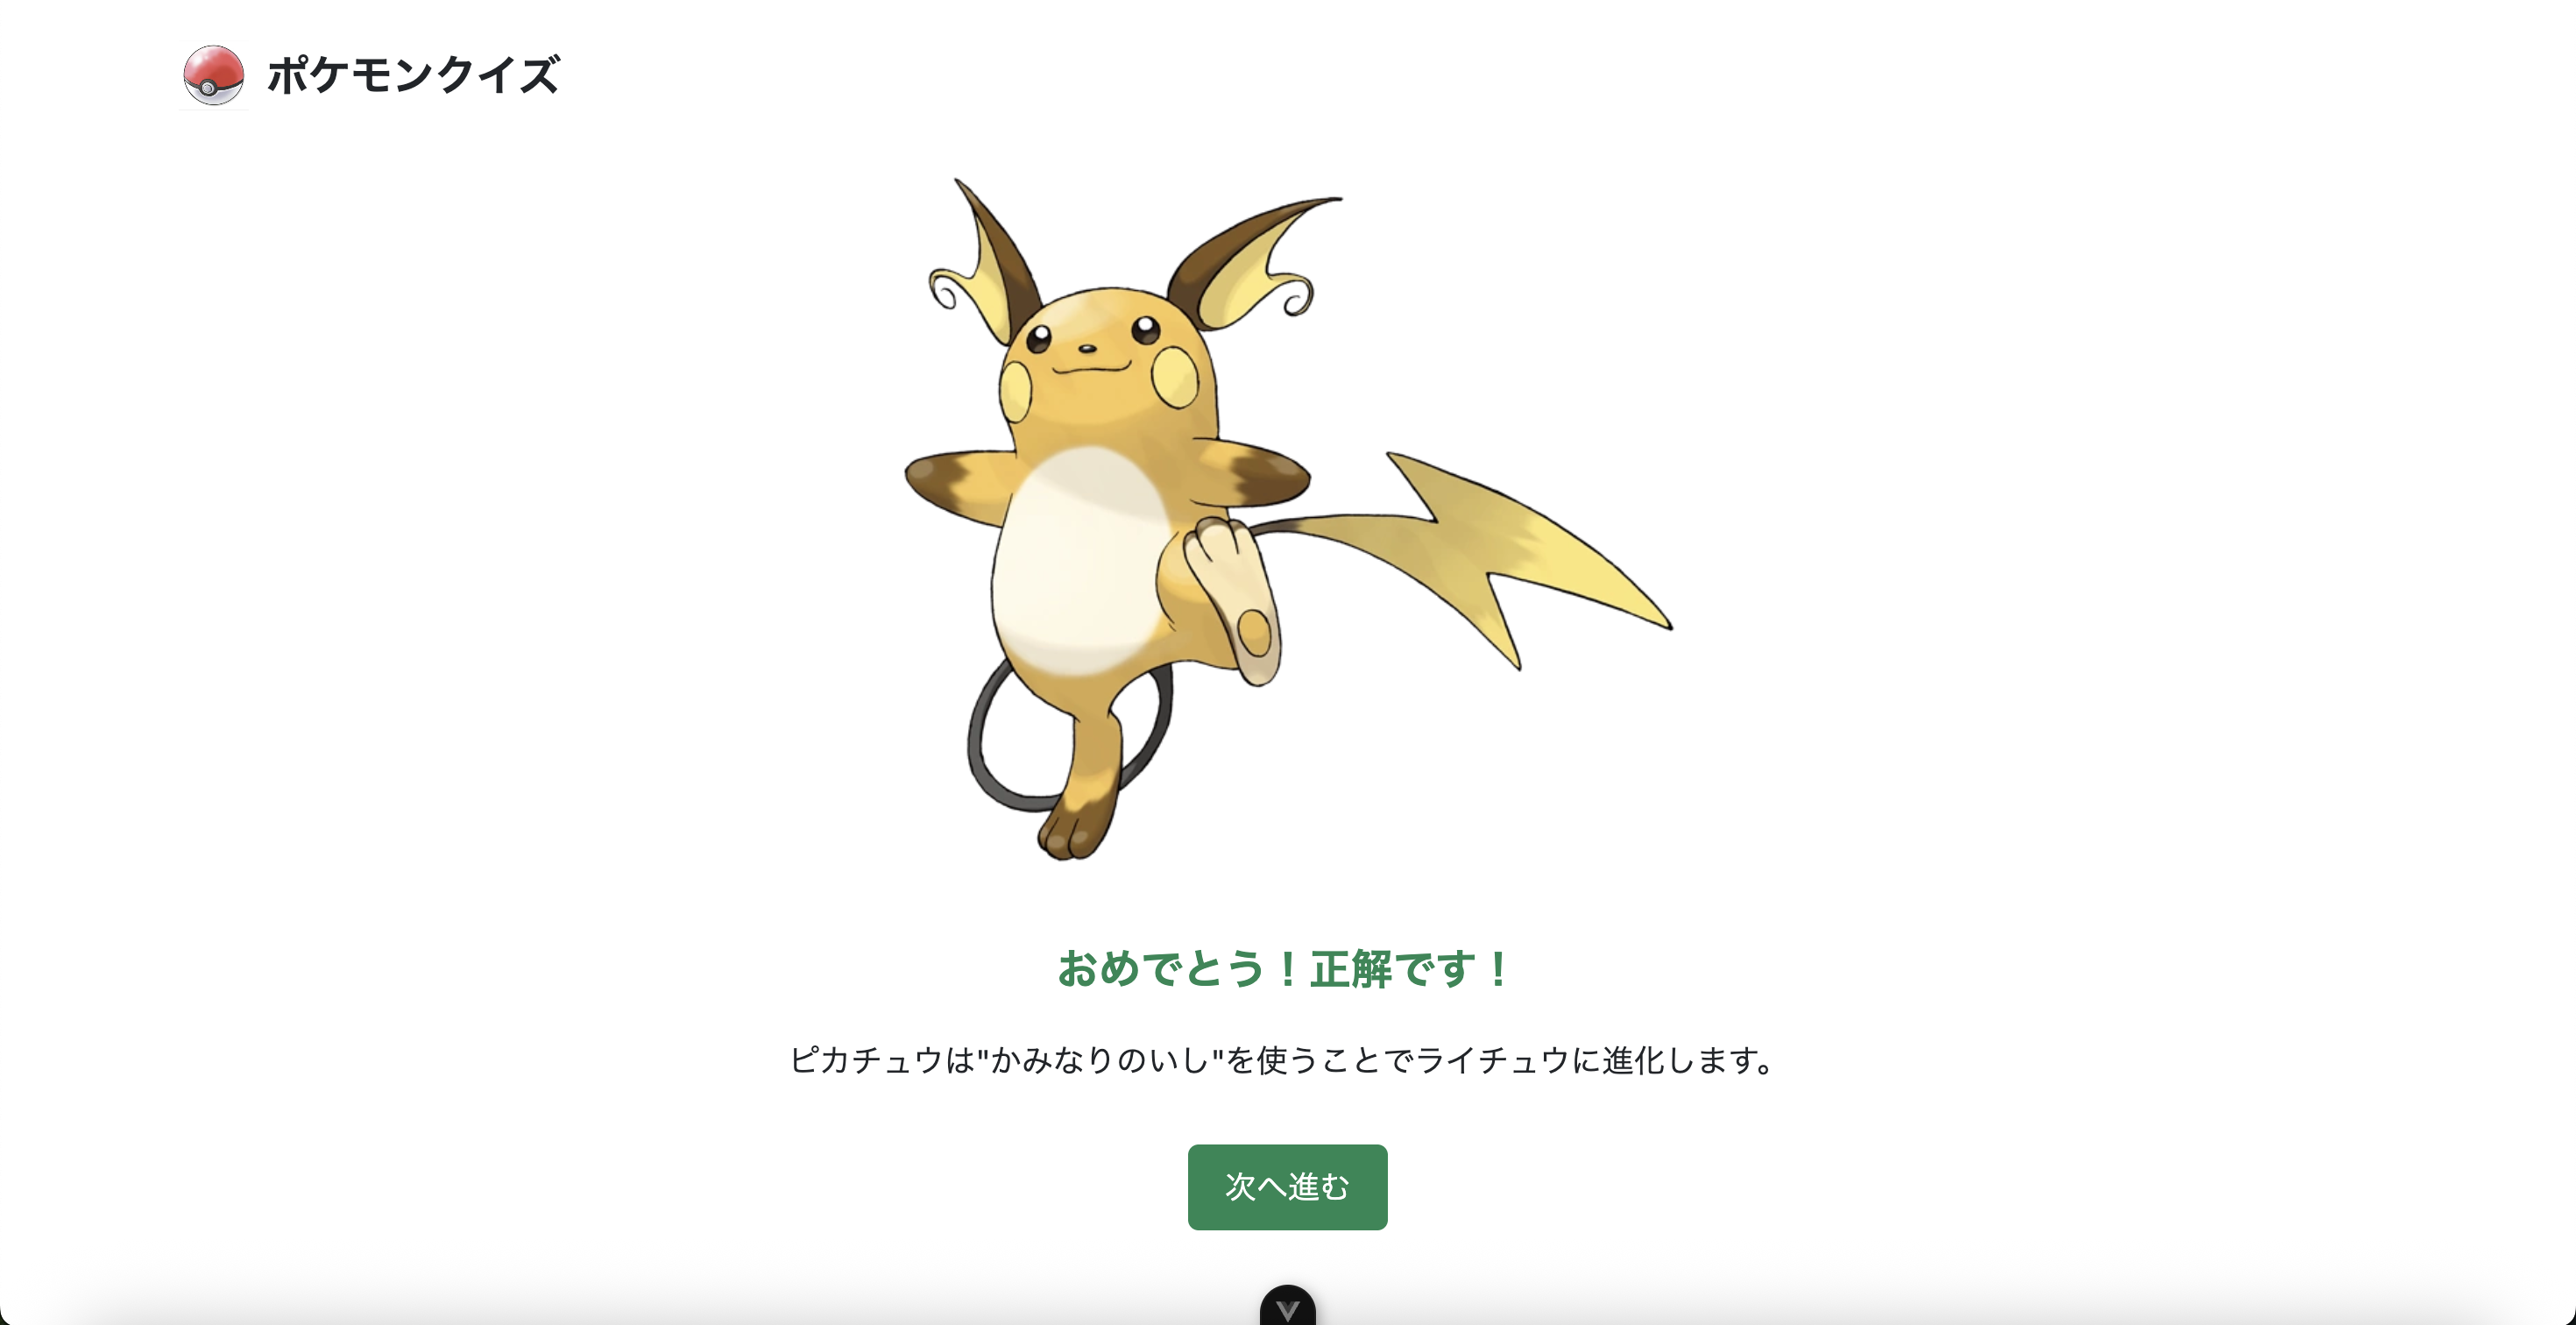 ポケモンクイズ
おめでとう！正解です！
ピカチュウは"かみなりのいし"を使うことでライチュウに進化します。
次へ進む